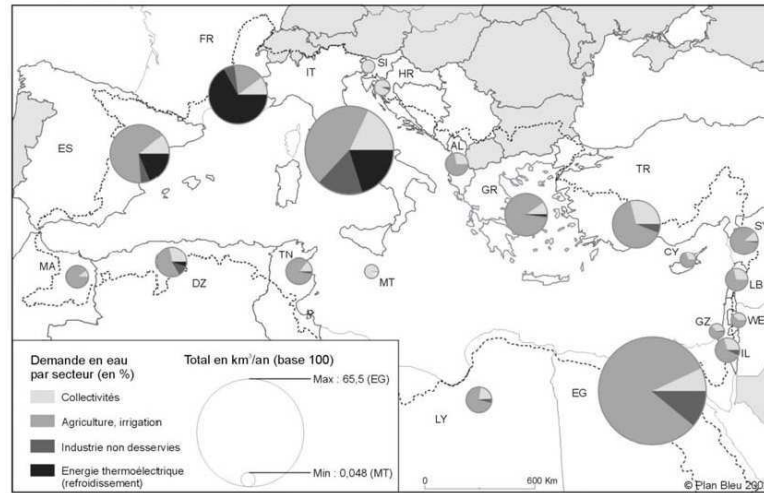 FR
SI
IT
HR
ES
AL
GR
TR
MA
DZ
TN
MT
CY
LB
GZ
WE
IL
LY
EG
Demande en eau
par secteur (en %)
Collectivités
Agriculture, irrigation
Industrie non desservies
Energie thermoélectrique
(refroidissement)
Total en km³/an (base 100)
Max : 65,5 (EG)
Min : 0,048 (MT)
0
600 Km
© Plan Bleu